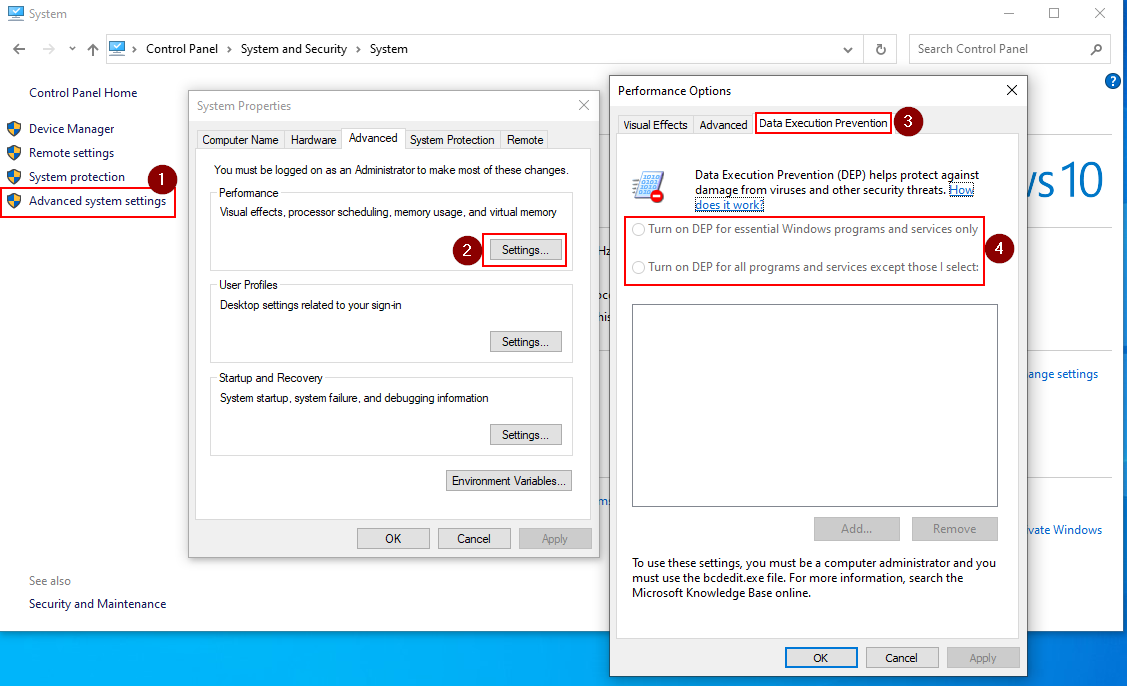 System
Control Panel > System and Security > System
Search Control Panel
Control Panel Home
Device Manager
Remote settings
System protection
Advanced system settings
1
See also
Security and Maintenance
System Properties
Computer Name Hardware Advanced System Protection Remote
You must be logged on as an Administrator to make most of these changes.
Performance
Visual effects, processor scheduling, memory usage, and virtual memory
2 Settings...
User Profiles
Desktop settings related to your sign-in
Settings...
Startup and Recovery
System startup, system failure, and debugging information
Settings...
Environment Variables...
OK Cancel Apply
Performance Options
Visual Effects Advanced Data Execution Prevention 3
Data Execution Prevention (DEP) helps protect against
damage from viruses and other security threats. How
does it work?
Turn on DEP for essential Windows programs and services only
4
Turn on DEP for all programs and services except those I select:
Add... Remove
To use these settings, you must be a computer administrator and you
must use the bcdedit.exe file. For more information, search the
Microsoft Knowledge Base online.
OK Cancel Apply
?
vs 10
Hz
ange settings
vate Windows